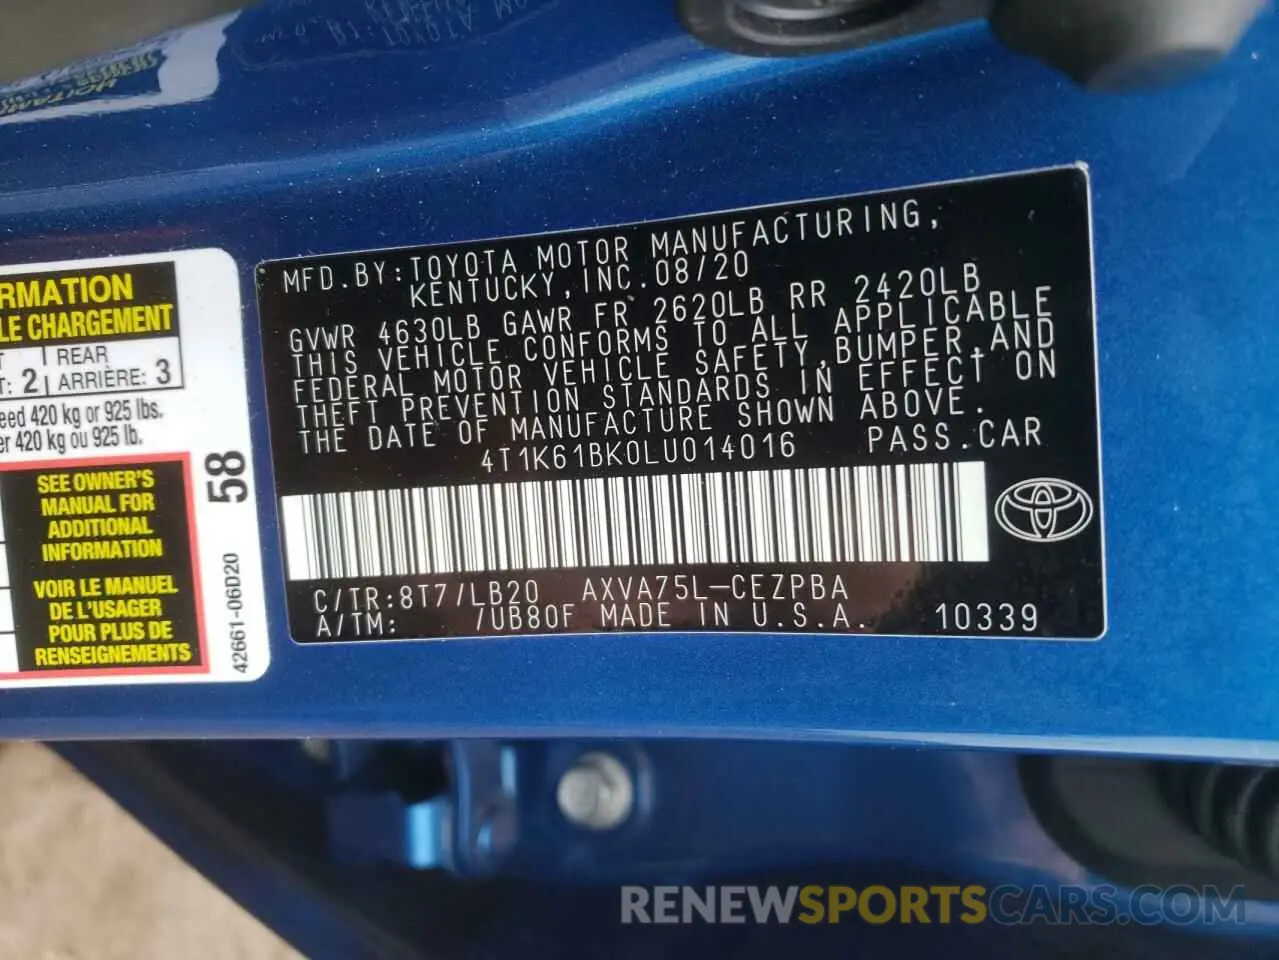 MFD.BY:TOYOTA MOTOR MANUFACTURING,
KENTUCKY,INC.08/20
GVWR 4630LB GAWR FR 2620LB RR 2420LB
THIS VEHICLE CONFORMS TO ALL APPLICABLE
FEDERAL MOTOR VEHICLE SAFETY,BUMPER,AND
THEFT PREVENTION STANDARDS IN EFFECT ON
THE DATE OF MANUFACTURE SHOWN ABOVE.
4T1K61BK0LU014016 PASS.CAR
C/TR:8T7/LB20 AXVA75L-CEZPBA
A/TM: /UB80F MADE IN U.S.A. 10339
RMATION
LE CHARGEMENT
REAR
: 2 ARRIÈRE: 3
eed 420 kg or 925 lbs.
er 420 kg ou 925 lb.
SEE OWNER'S
MANUAL FOR
ADDITIONAL
INFORMATION
VOIR LE MANUEL
DE L'USAGER
POUR PLUS DE
RENSEIGNEMENTS
58
42661-06D20
RENEWSPORTSCARS.COM